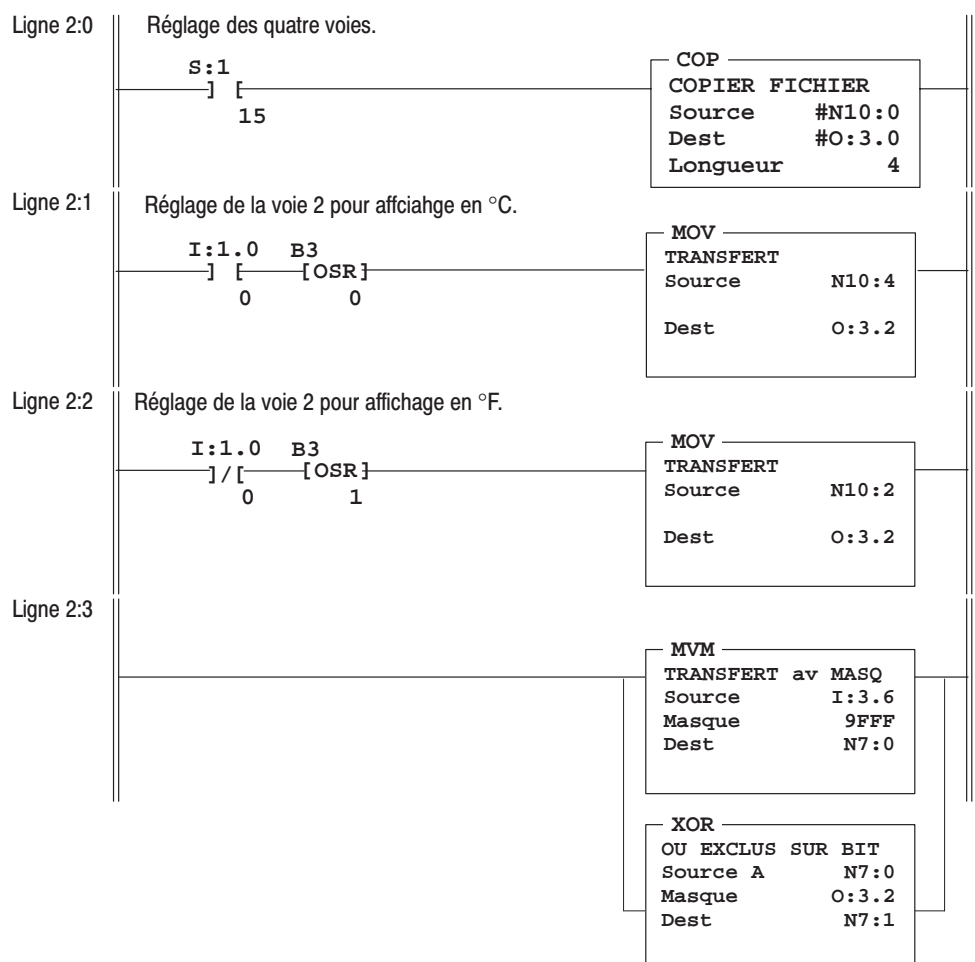 Ligne 2:0 Réglage des quatre voies.
S:1
] [
15
COP
COPIER FICHIER
Source #N10:0
Dest #O:3.0
Longueur 4
Ligne 2:1 Réglage de la voie 2 pour affciahge en °C.
I:1.0 B3
] [ [OSR]
0 0
MOV
TRANSFERT
Source N10:4
Dest O:3.2
Ligne 2:2 Réglage de la voie 2 pour affichage en °F.
I:1.0 B3
]/[ [OSR]
0 1
MOV
TRANSFERT
Source N10:2
Dest O:3.2
Ligne 2:3
MVM
TRANSFERT av MASQ
Source I:3.6
Masque 9FFF
Dest N7:0
XOR
OU EXCLUS SUR BIT
Source A N7:0
Masque O:3.2
Dest N7:1